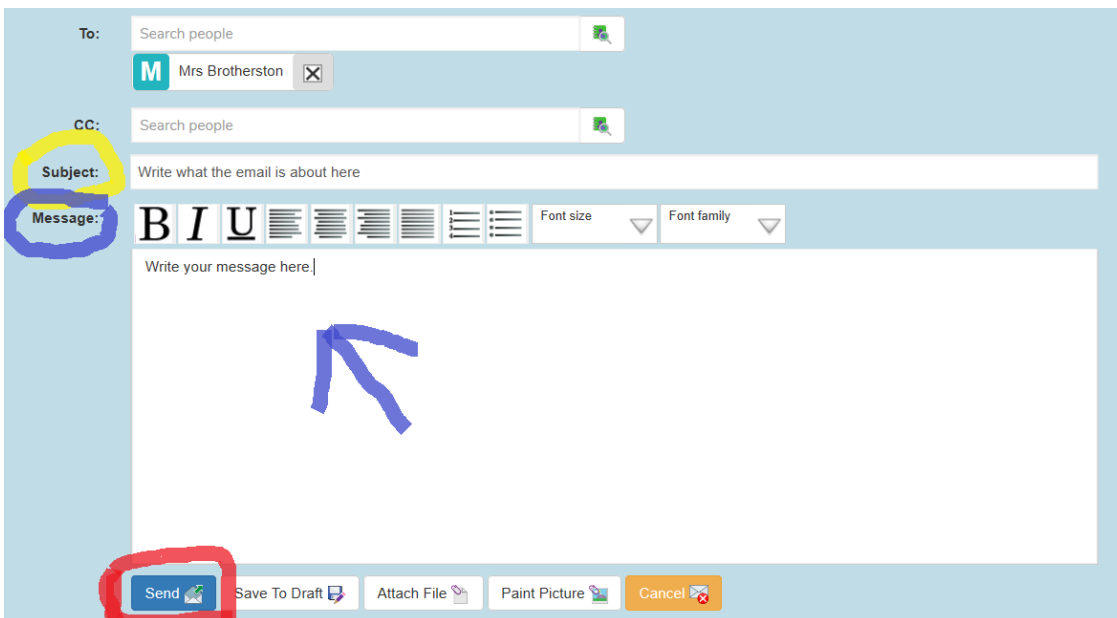 To: Search people
M Mrs Brotherston
CC: Search people
Subject: Write what the email is about here
Message: B I U Font size Font family
Write your message here.
Send Save To Draft Attach File Paint Picture Cancel